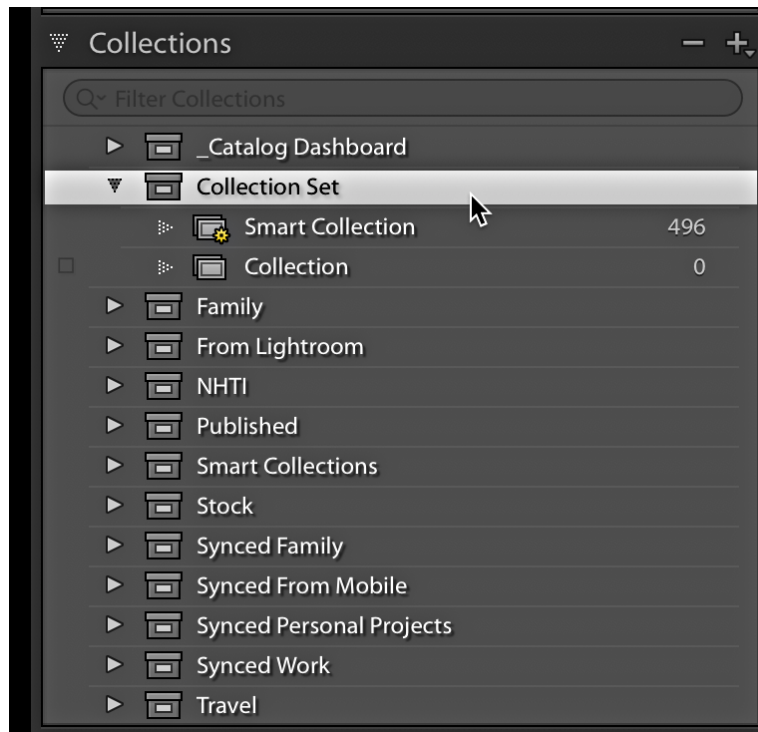 Collections
Filter Collections
_Catalog Dashboard
Collection Set
Smart Collection 496
Collection 0
Family
From Lightroom
NHTI
Published
Smart Collections
Stock
Synced Family
Synced From Mobile
Synced Personal Projects
Synced Work
Travel